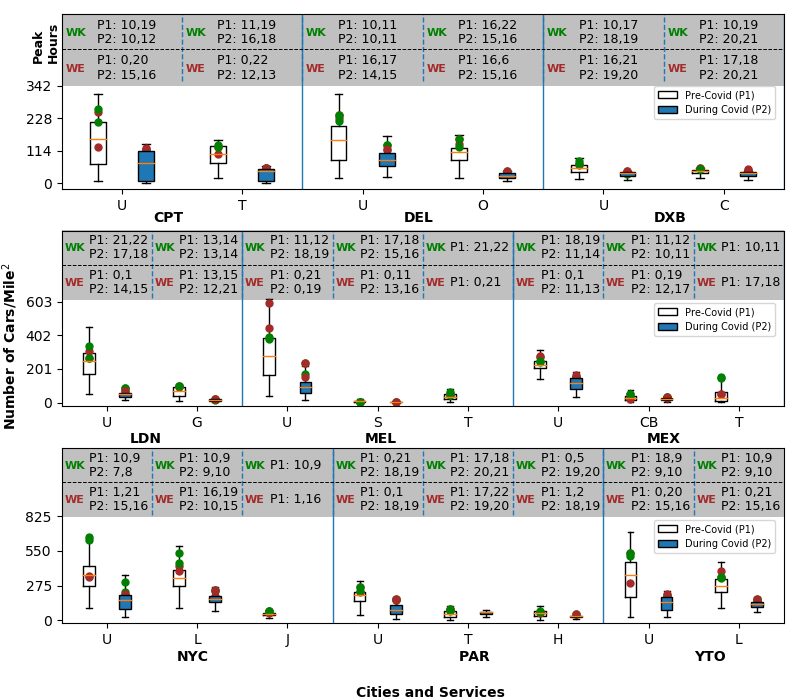 Peak Hours
WK P1: 10,19 WK P1: 11,19 WK P1: 10,11 WK P1: 16,22 WK P1: 10,17 WK P1: 10,19
P2: 10,12 P2: 16,18 P2: 10,11 P2: 15,16 P2: 18,19 P2: 20,21
WE P1: 0,20 WE P1: 0,22 WE P1: 16,17 WE P1: 16,6 WE P1: 16,21 WE P1: 17,18
P2: 15,16 P2: 12,13 P2: 14,15 P2: 15,16 P2: 19,20 P2: 20,21
342
228
114
0
Pre-Covid (P1)
During Covid (P2)
U T U O U C
CPT DEL DXB
WK P1: 21,22 WK P1: 13,14 WK P1: 11,12 WK P1: 17,18 WK P1: 21,22 WK P1: 18,19 WK P1: 11,12 WK P1: 10,11
P2: 17,18 P2: 13,14 P2: 18,19 P2: 15,16 P2: 11,14 P2: 10,11
WE P1: 0,1 WE P1: 13,15 WE P1: 0,21 WE P1: 0,11 WE P1: 0,21 WE P1: 0,1 WE P1: 0,19 WE P1: 17,18
P2: 14,15 P2: 12,21 P2: 0,19 P2: 13,16 P2: 11,13 P2: 12,17
603
402
201
0
Pre-Covid (P1)
During Covid (P2)
U G U S T U CB T
LDN MEL MEX
Number of Cars/Mile²
WK P1: 10,9 WK P1: 10,9 WK P1: 10,9 WK P1: 0,21 WK P1: 17,18 WK P1: 0,5 WK P1: 18,9 WK P1: 10,9
P2: 7,8 P2: 9,10 P2: 18,19 P2: 20,21 P2: 19,20 P2: 9,10 P2: 9,10
WE P1: 1,21 WE P1: 16,19 WE P1: 1,16 WE P1: 0,1 WE P1: 17,22 WE P1: 1,2 WE P1: 0,20 WE P1: 0,21
P2: 15,16 P2: 10,15 P2: 18,19 P2: 19,20 P2: 18,19 P2: 15,16 P2: 15,16
825
550
275
0
Pre-Covid (P1)
During Covid (P2)
U L J U T H U L
NYC PAR YTO
Cities and Services